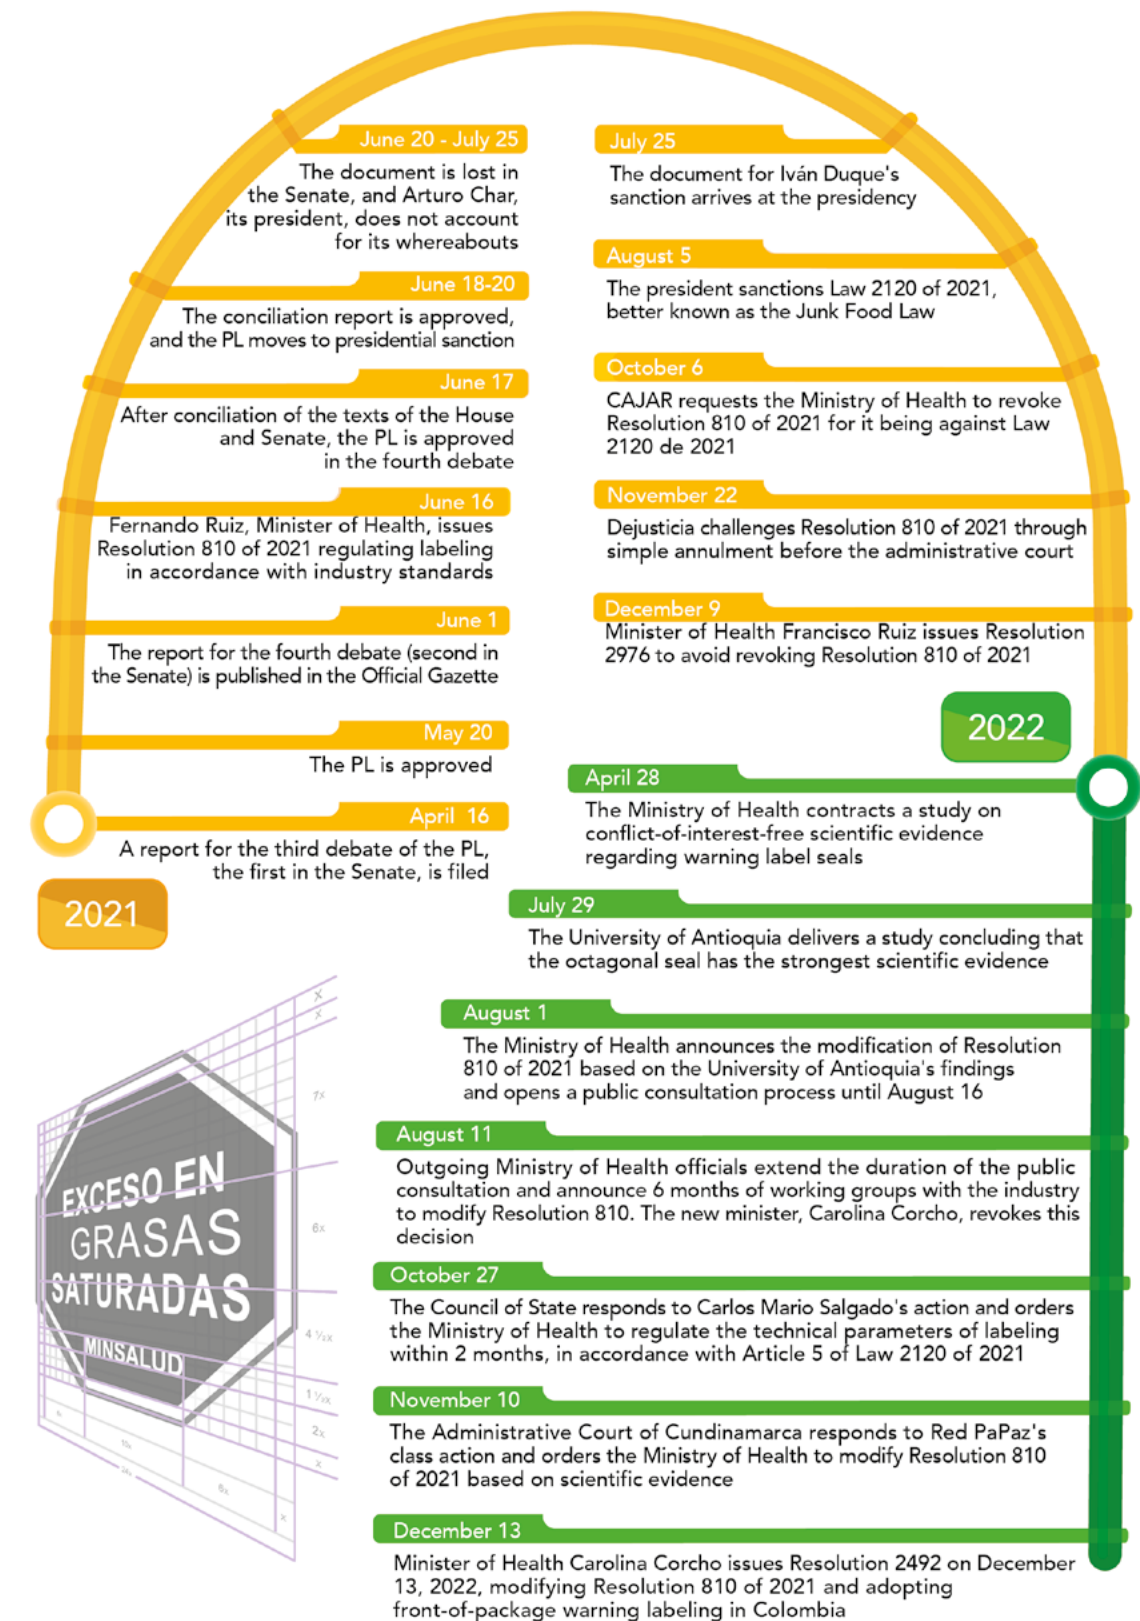 2021
April 16
A report for the third debate of the PL,
the first in the Senate, is filed
May 20
The PL is approved
June 1
The report for the fourth debate (second in
the Senate) is published in the Official Gazette
June 16
Fernando Ruiz, Minister of Health, issues
Resolution 810 of 2021 regulating labeling
in accordance with industry standards
June 17
After conciliation of the texts of the House
and Senate, the PL is approved
in the fourth debate
June 18-20
The conciliation report is approved,
and the PL moves to presidential sanction
June 20 - July 25
The document is lost in
the Senate, and Arturo Char,
its president, does not account
for its whereabouts
July 25
The document for Iván Duque's
sanction arrives at the presidency
August 5
The president sanctions Law 2120 of 2021,
better known as the Junk Food Law
October 6
CAJAR requests the Ministry of Health to revoke
Resolution 810 of 2021 for it being against Law
2120 de 2021
November 22
Dejusticia challenges Resolution 810 of 2021 through
simple annulment before the administrative court
December 9
Minister of Health Francisco Ruiz issues Resolution
2976 to avoid revoking Resolution 810 of 2021
2022
April 28
The Ministry of Health contracts a study on
conflict-of-interest-free scientific evidence
regarding warning label seals
July 29
The University of Antioquia delivers a study concluding that
the octagonal seal has the strongest scientific evidence
August 1
The Ministry of Health announces the modification of Resolution
810 of 2021 based on the University of Antioquia's findings
and opens a public consultation process until August 16
August 11
Outgoing Ministry of Health officials extend the duration of the public
consultation and announce 6 months of working groups with the industry
to modify Resolution 810. The new minister, Carolina Corcho, revokes this
decision
October 27
The Council of State responds to Carlos Mario Salgado's action and orders
the Ministry of Health to regulate the technical parameters of labeling
within 2 months, in accordance with Article 5 of Law 2120 of 2021
November 10
The Administrative Court of Cundinamarca responds to Red PaPaz's
class action and orders the Ministry of Health to modify Resolution 810
of 2021 based on scientific evidence
December 13
Minister of Health Carolina Corcho issues Resolution 2492 on December
13, 2022, modifying Resolution 810 of 2021 and adopting
front-of-package warning labeling in Colombia
EXCESO EN
GRASAS
SATURADAS
MINSALUD
x
x
7x
6x
4 ½x
1 ½x
2x
x
6x
x